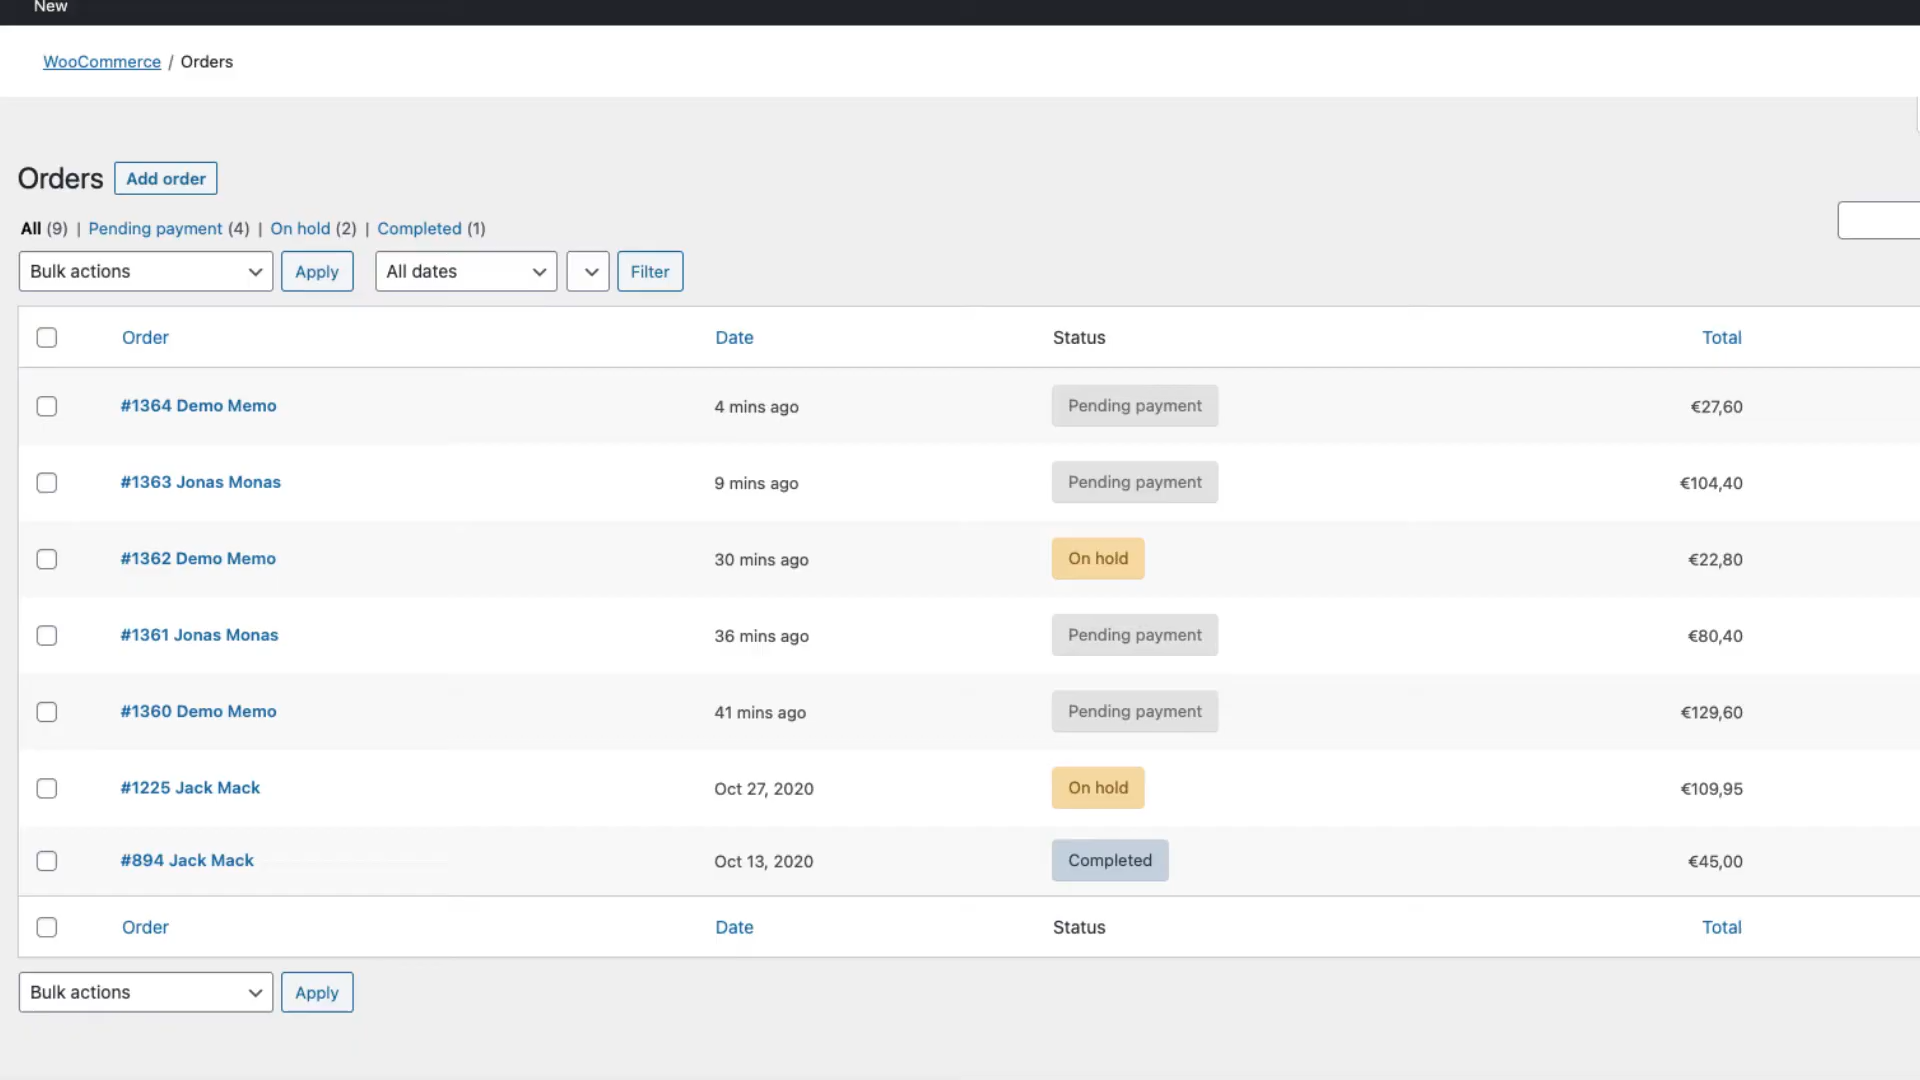 New
WooCommerce / Orders
Orders Add order
All (9) | Pending payment (4) | On hold (2) | Completed (1)
Bulk actions Apply All dates Filter
Order Date Status Total
#1364 Demo Memo 4 mins ago Pending payment €27,60
#1363 Jonas Monas 9 mins ago Pending payment €104,40
#1362 Demo Memo 30 mins ago On hold €22,80
#1361 Jonas Monas 36 mins ago Pending payment €80,40
#1360 Demo Memo 41 mins ago Pending payment €129,60
#1225 Jack Mack Oct 27, 2020 On hold €109,95
#894 Jack Mack Oct 13, 2020 Completed €45,00
Order Date Status Total
Bulk actions Apply